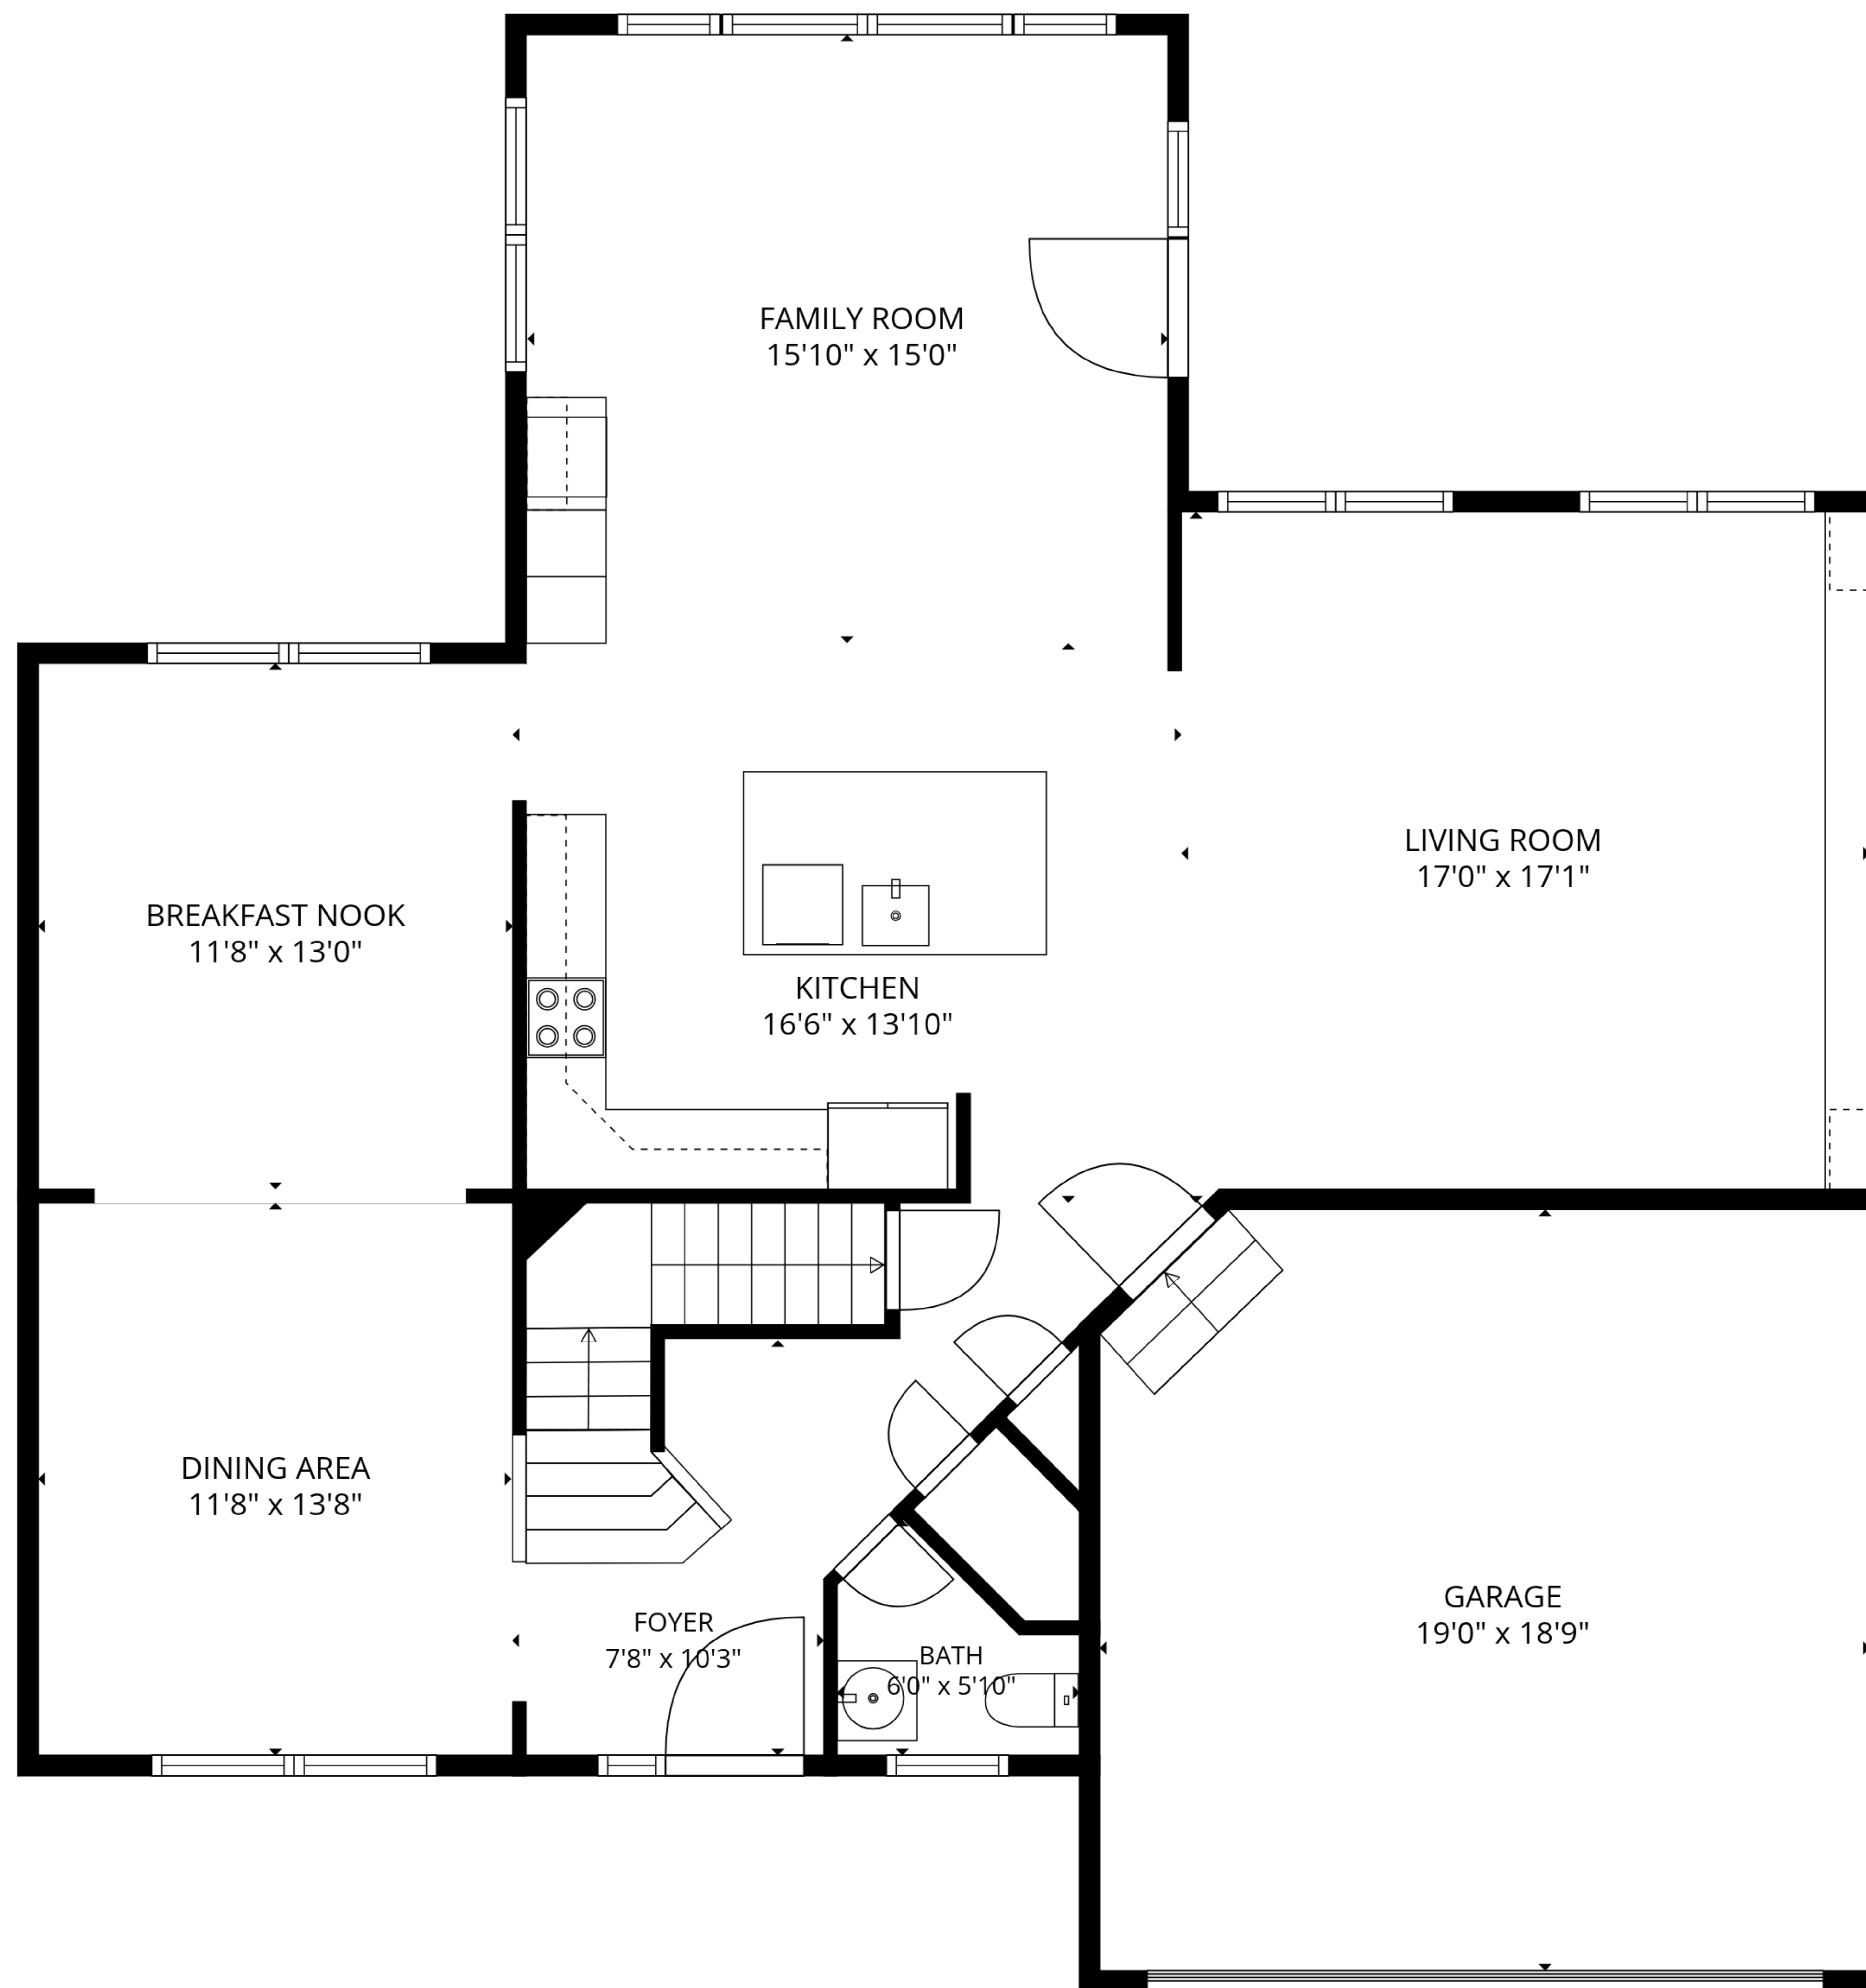 FAMILY ROOM
15'10" x 15'0"
LIVING ROOM
17'0" x 17'1"
BREAKFAST NOOK
11'8" x 13'0"
KITCHEN
16'6" x 13'10"
DINING AREA
11'8" x 13'8"
GARAGE
19'0" x 18'9"
FOYER
7'8" x 10'3"
BATH
6'0" x 5'10"